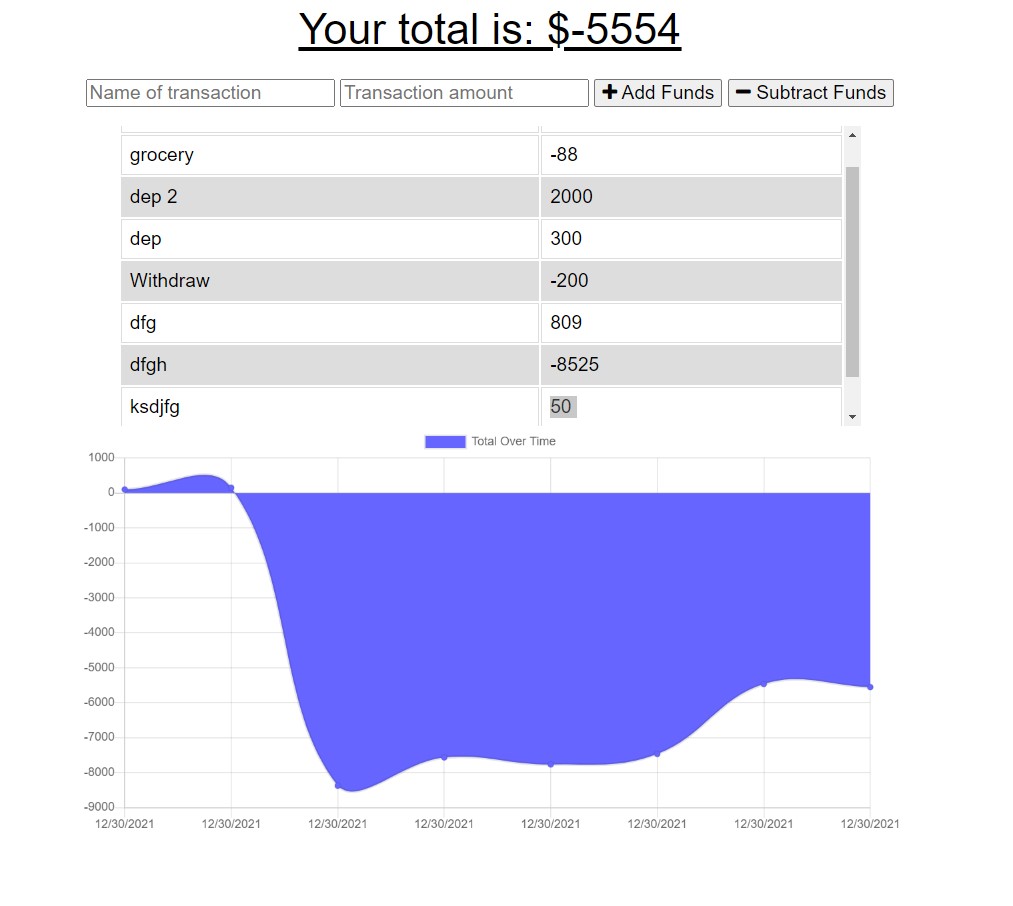 Your total is: $-5554
Name of transaction Transaction amount Add Funds Subtract Funds
grocery -88
dep 2 2000
dep 300
Withdraw -200
dfg 809
dfgh -8525
ksdjfg 50
Total Over Time
1000
0
-1000
-2000
-3000
-4000
-5000
-6000
-7000
-8000
-9000
12/30/2021 12/30/2021 12/30/2021 12/30/2021 12/30/2021 12/30/2021 12/30/2021 12/30/2021